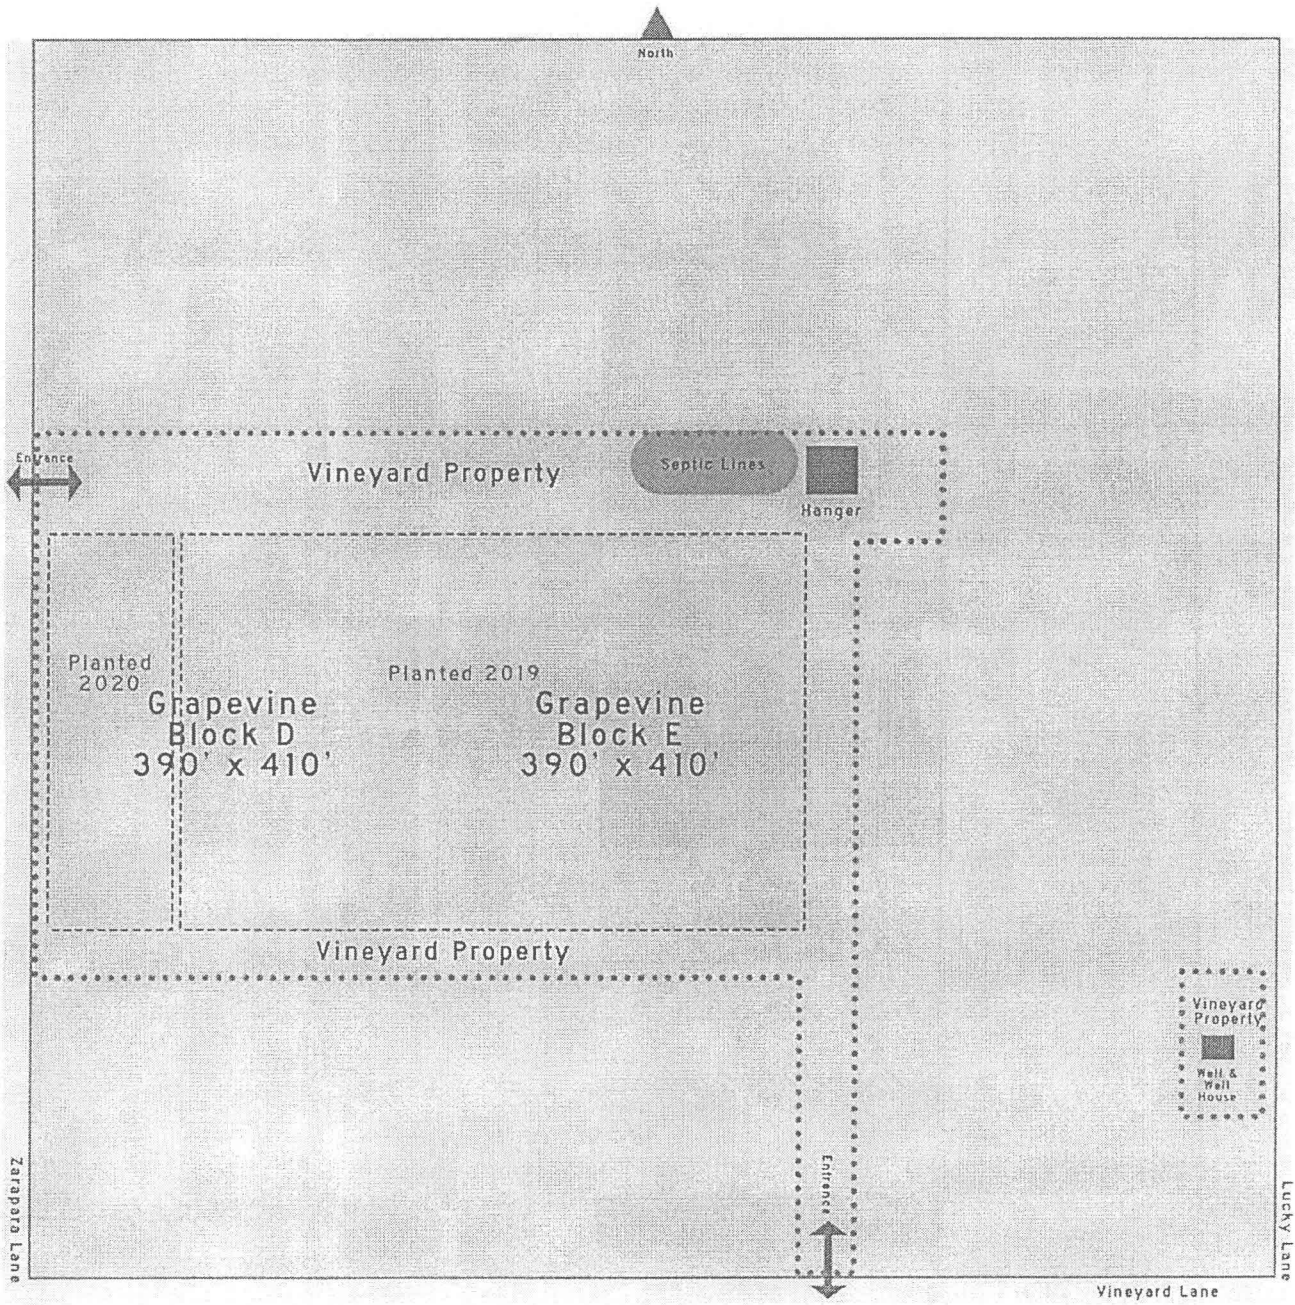 North
Entrance
Vineyard Property
Septic Lines
Hanger
Planted
2020
Planted 2019
Grapevine
Block D
390' x 410'
Grapevine
Block E
390' x 410'
Vineyard Property
Vineyard
Property
Well &
Well
House
Entrance
Zarapara Lane
Lucky Lane
Vineyard Lane